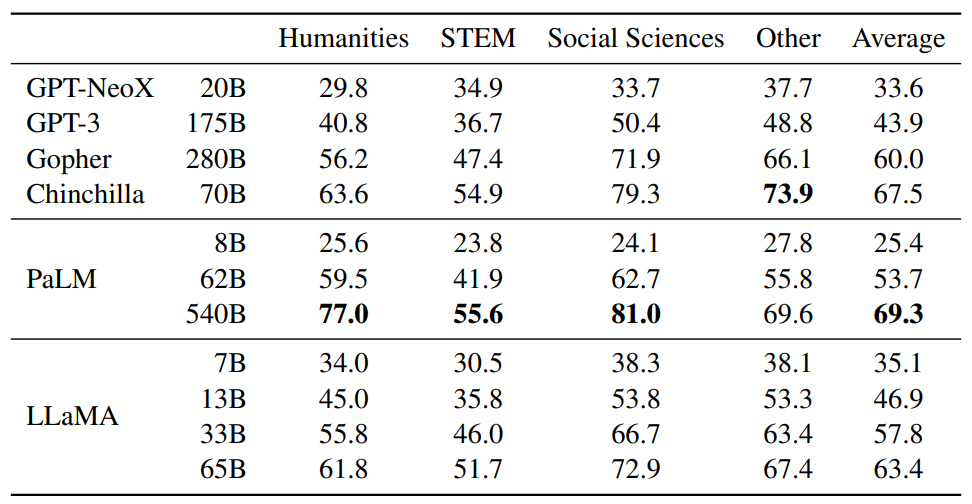 Humanities STEM Social Sciences Other Average
GPT-NeoX 20B 29.8 34.9 33.7 37.7 33.6
GPT-3 175B 40.8 36.7 50.4 48.8 43.9
Gopher 280B 56.2 47.4 71.9 66.1 60.0
Chinchilla 70B 63.6 54.9 79.3 73.9 67.5
8B 25.6 23.8 24.1 27.8 25.4
PaLM 62B 59.5 41.9 62.7 55.8 53.7
540B 77.0 55.6 81.0 69.6 69.3
7B 34.0 30.5 38.3 38.1 35.1
LLaMA
13B 45.0 35.8 53.8 53.3 46.9
33B 55.8 46.0 66.7 63.4 57.8
65B 61.8 51.7 72.9 67.4 63.4